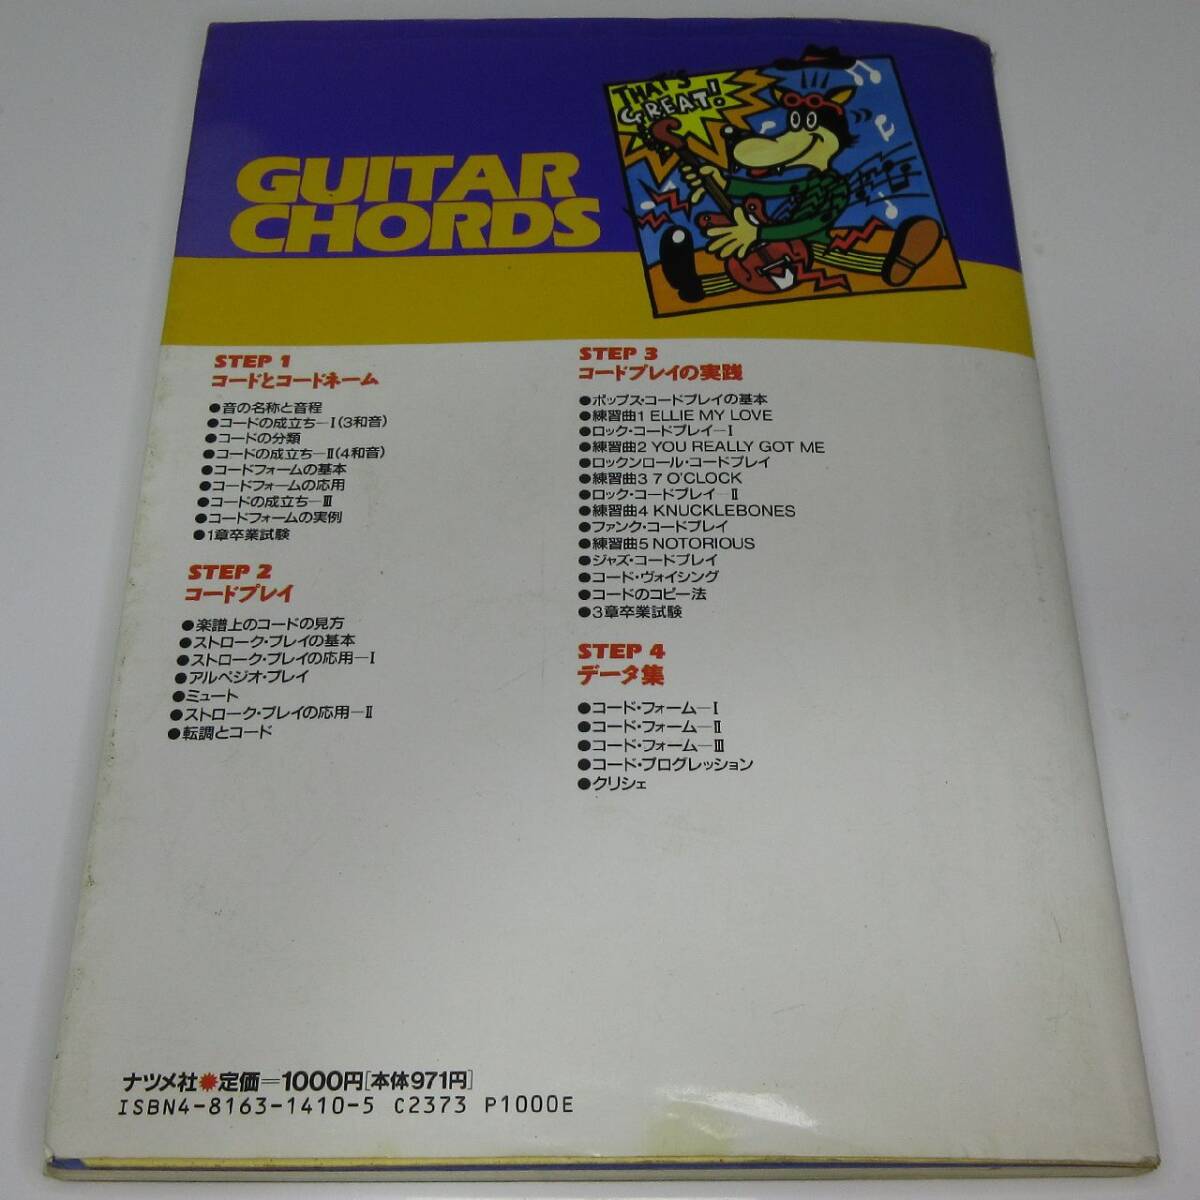 GUITAR
CHORDS
THAT'S
GREAT!
STEP 1
コードとコードネーム
●音の名称と音程
●コードの成立ち—Ⅰ(3和音)
●コードの分類
●コードの成立ち—Ⅱ(4和音)
●コードフォームの基本
●コードフォームの応用
●コードの成立ち—Ⅲ
●コードフォームの実例
●1章卒業試験
STEP 2
コードプレイ
●楽譜上のコードの見方
●ストローク・プレイの基本
●ストローク・プレイの応用—Ⅰ
●アルペジオ・プレイ
●ミュート
●ストローク・プレイの応用—Ⅱ
●転調とコード
STEP 3
コードプレイの実践
●ポップス・コードプレイの基本
●練習曲1 ELLIE MY LOVE
●ロック・コードプレイ—Ⅰ
●練習曲2 YOU REALLY GOT ME
●ロックンロール・コードプレイ
●練習曲3 7 O'CLOCK
●ロック・コードプレイ—Ⅱ
●練習曲4 KNUCKLEBONES
●ファンク・コードプレイ
●練習曲5 NOTORIOUS
●ジャズ・コードプレイ
●コード・ヴォイシング
●コードのコピー法
●3章卒業試験
STEP 4
データ集
●コード・フォーム—Ⅰ
●コード・フォーム—Ⅱ
●コード・フォーム—Ⅲ
●コード・プログレッション
●クリシェ
ナツメ社✹定価=1000円[本体971円]
ISBN4-8163-1410-5 C2373 P1000E